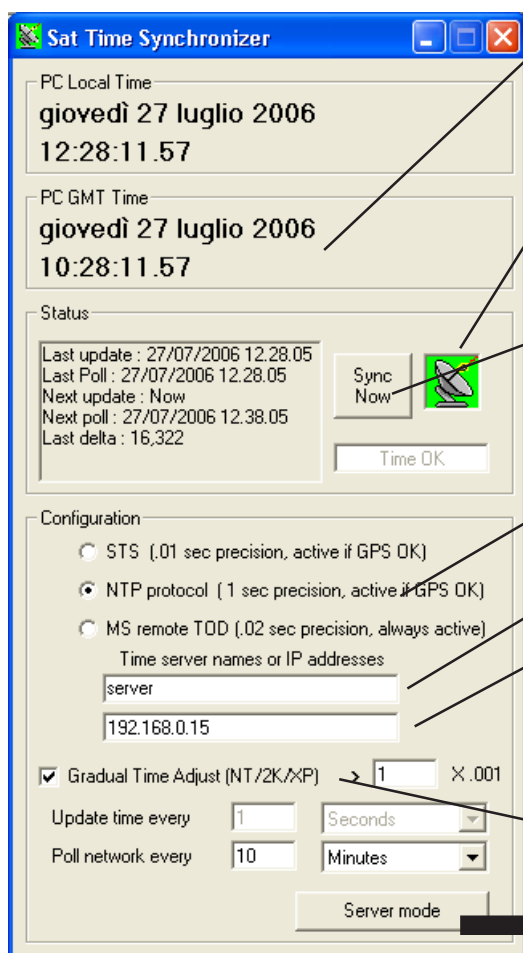 Sat Time Synchronizer
PC Local Time
giovedì 27 luglio 2006
12:28:11.57
PC GMT Time
giovedì 27 luglio 2006
10:28:11.57
Status
Last update : 27/07/2006 12.28.05
Last Poll : 27/07/2006 12.28.05
Next update : Now
Next poll : 27/07/2006 12.38.05
Last delta : 16,322
Sync
Now
Time OK
Configuration
STS (.01 sec precision, active if GPS OK)
NTP protocol ( 1 sec precision, active if GPS OK)
MS remote TOD (.02 sec precision, always active)
Time server names or IP addresses
server
192.168.0.15
Gradual Time Adjust (NT/2K/XP) > 1 X .001
Update time every 1 Seconds
Poll network every 10 Minutes
Server mode